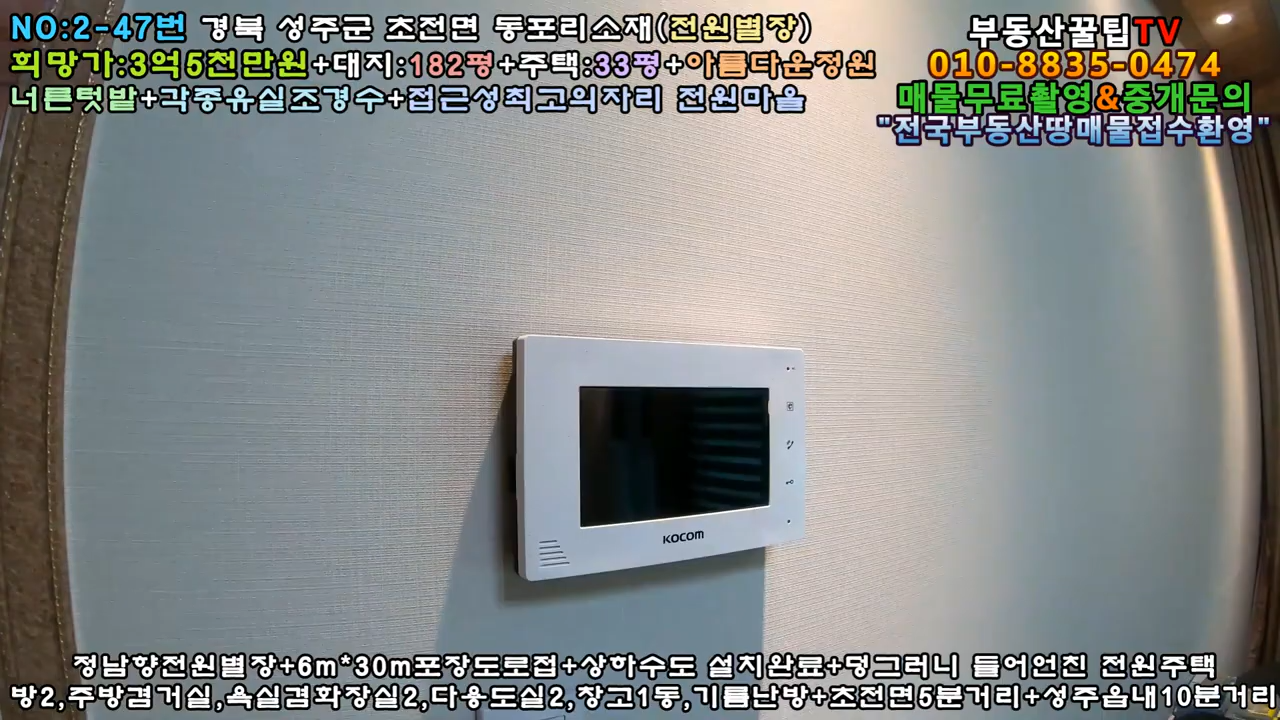 NO:2-47번 경북 성주군 초전면 동포리소재(전원별장)
희망가:3억5천만원+대지:182평+주택:33평+아름다운정원
너른텃밭+각종유실조경수+접근성최고의자리 전원마을
부동산꿀팁TV
010-8835-0474
매물무료촬영&중개문의
"전국부동산땅매물접수환영"
KOCOM
정남향전원별장+6m*30m포장도로접+상하수도 설치완료+뎅그러니 들어언친 전원주택
방2,주방겸거실,욕실겸화장실2,다용도실2,창고1동,기름난방+초전면5분거리+성주읍내10분거리